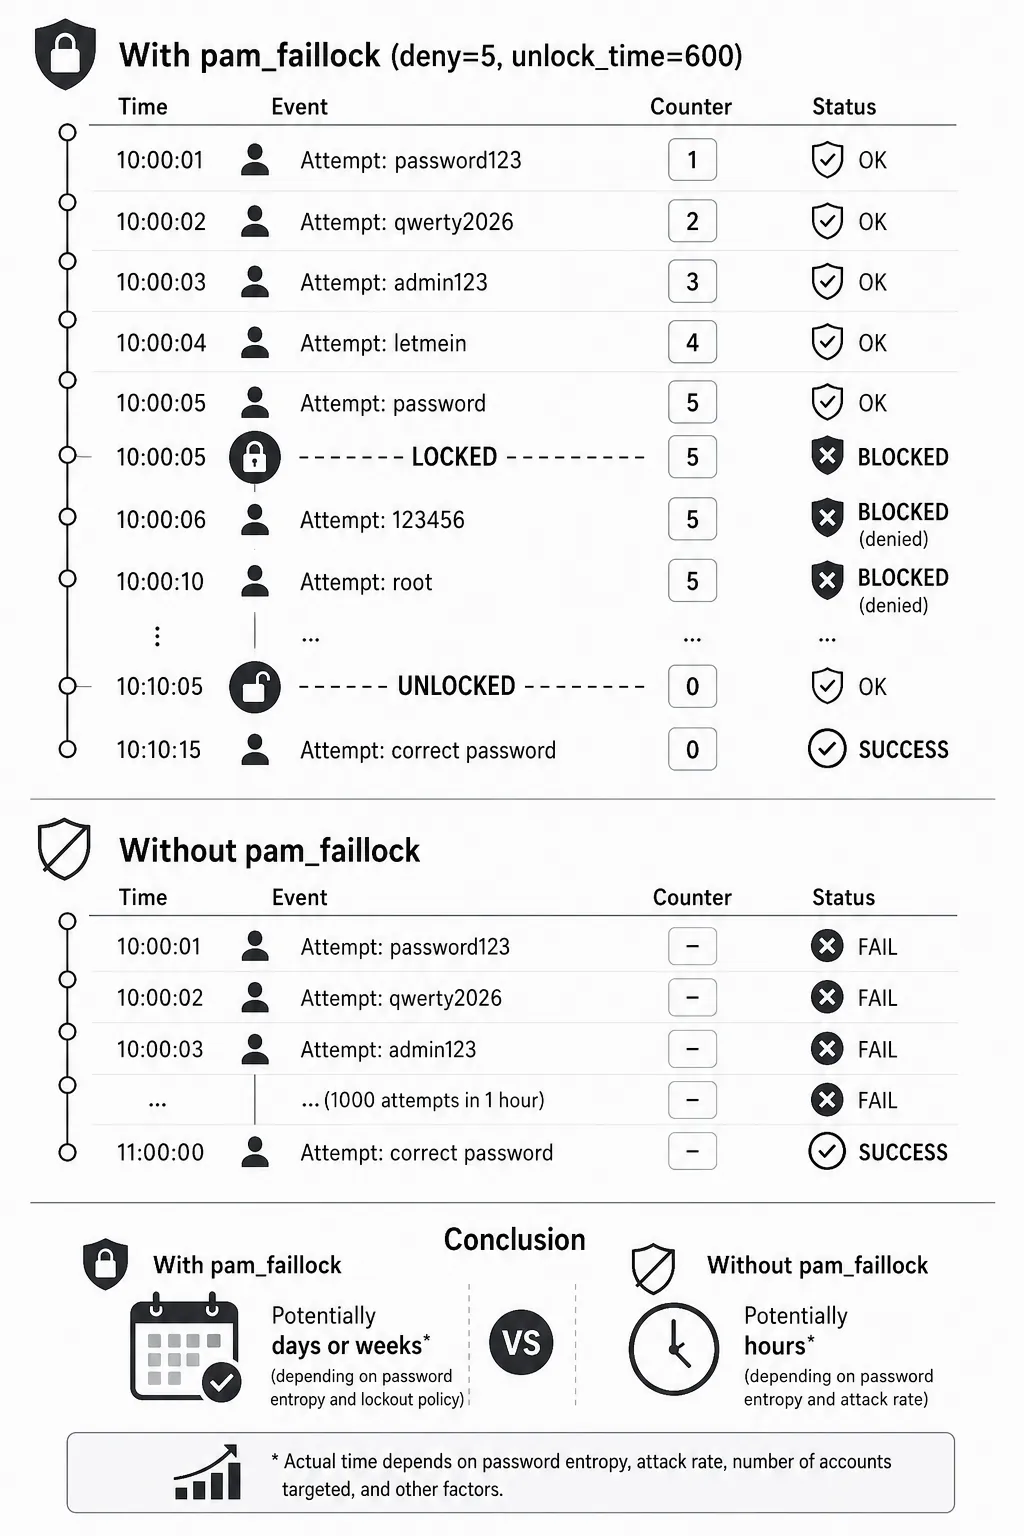 With pam_faillock (deny=5, unlock_time=600)
Time Event Counter Status
10:00:01 Attempt: password123 1 OK
10:00:02 Attempt: qwerty2026 2 OK
10:00:03 Attempt: admin123 3 OK
10:00:04 Attempt: letmein 4 OK
10:00:05 Attempt: password 5 OK
10:00:05 LOCKED 5 BLOCKED
10:00:06 Attempt: 123456 5 BLOCKED
(denied)
10:00:10 Attempt: root 5 BLOCKED
(denied)
⋮ ... ... ...
10:10:05 UNLOCKED 0 OK
10:10:15 Attempt: correct password 0 SUCCESS
Without pam_faillock
Time Event Counter Status
10:00:01 Attempt: password123 – FAIL
10:00:02 Attempt: qwerty2026 – FAIL
10:00:03 Attempt: admin123 – FAIL
... ... (1000 attempts in 1 hour) – FAIL
11:00:00 Attempt: correct password – SUCCESS
Conclusion
With pam_faillock
Potentially
days or weeks*
(depending on password
entropy and lockout policy)
VS
Without pam_faillock
Potentially
hours*
(depending on password
entropy and attack rate)
* Actual time depends on password entropy, attack rate, number of accounts
targeted, and other factors.